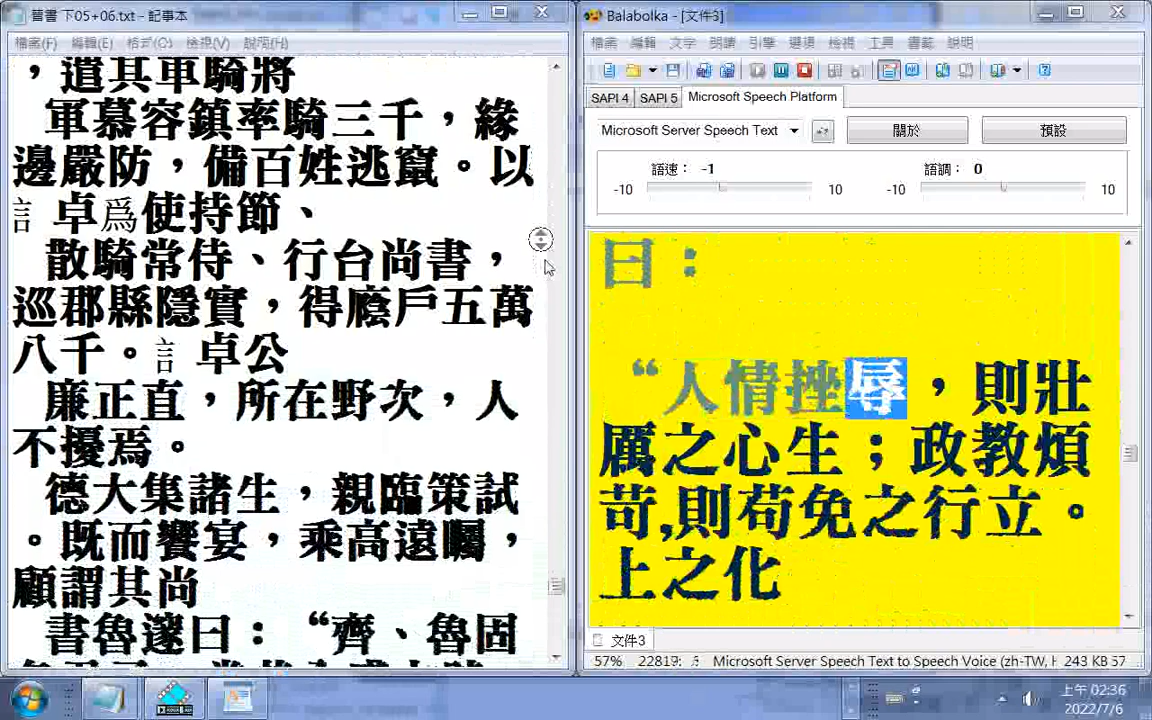 晉書 下05+06.txt - 記事本
檔案(F) 編輯(E) 格式(O) 檢視(V) 說明(H)
，遣其車騎將
軍慕容鎮率騎三千，緣
邊嚴防，備百姓逃竄。以
訁卓爲使持節、
散騎常侍、行台尚書，
巡郡縣隱實，得廕戶五萬
八千。訁卓公
廉正直，所在野次，人
不擾焉。
德大集諸生，親臨策試
。既而饗宴，乘高遠矚，
顧謂其尚
書魯邃曰：“齊、魯固
Balabolka - [文件3]
檔案 編輯 文字 朗讀 引擎 選項 檢視 工具 書籤 說明
SAPI 4 SAPI 5 Microsoft Speech Platform
Microsoft Server Speech Text 關於 預設
語速： -1 語調： 0
-10 10 -10 10
曰：
“人情挫辱，則壯
厲之心生；政教煩
苛,則苟免之行立。
上之化
文件3
57% 22819: Microsoft Server Speech Text to Speech Voice (zh-TW, H 243 KB 57
上午 02:36
2022/7/6